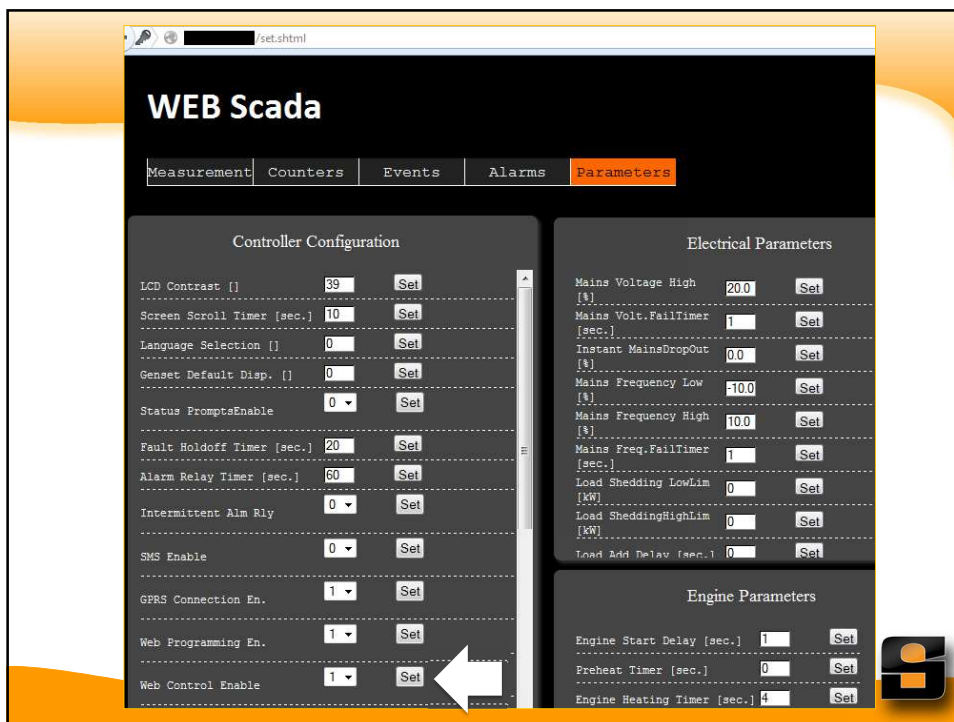 /set.shtml
WEB Scada
Measurement Counters Events Alarms Parameters
Controller Configuration
LCD Contrast [] 39 Set
Screen Scroll Timer [sec.] 10 Set
Language Selection [] 0 Set
Genset Default Disp. [] 0 Set
Status PromptsEnable 0 Set
Fault Holdoff Timer [sec.] 20 Set
Alarm Relay Timer [sec.] 60 Set
Intermittent Alm Rly 0 Set
SMS Enable 0 Set
GPRS Connection En. 1 Set
Web Programming En. 1 Set
Web Control Enable 1 Set
Electrical Parameters
Mains Voltage High
[%] 20.0 Set
Mains Volt.FailTimer
[sec.] 1 Set
Instant MainsDropOut
[%] 0.0 Set
Mains Frequency Low
[%] -10.0 Set
Mains Frequency High
[%] 10.0 Set
Mains Freq.FailTimer
[sec.] 1 Set
Load Shedding LowLim
[kW] 0 Set
Load SheddingHighLim
[kW] 0 Set
Load Add Delay [sec.] 0 Set
Engine Parameters
Engine Start Delay [sec.] 1 Set
Preheat Timer [sec.] 0 Set
Engine Heating Timer [sec.] 4 Set